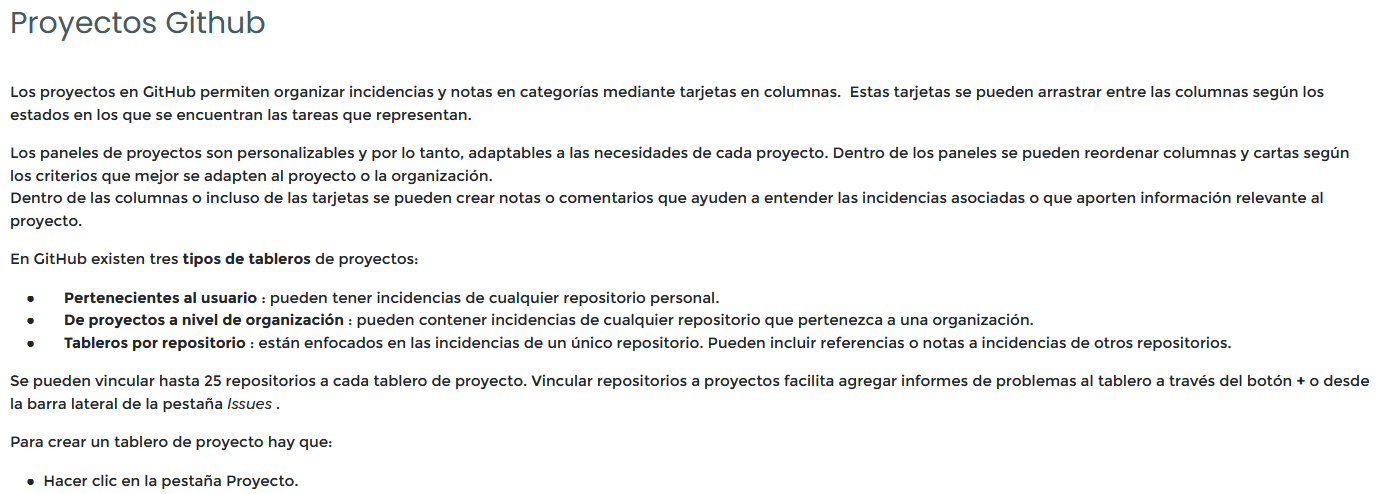 Proyectos Github
Los proyectos en GitHub permiten organizar incidencias y notas en categorías mediante tarjetas en columnas.  Estas tarjetas se pueden arrastrar entre las columnas según los
estados en los que se encuentran las tareas que representan.
Los paneles de proyectos son personalizables y por lo tanto, adaptables a las necesidades de cada proyecto. Dentro de los paneles se pueden reordenar columnas y cartas según
los criterios que mejor se adapten al proyecto o la organización.
Dentro de las columnas o incluso de las tarjetas se pueden crear notas o comentarios que ayuden a entender las incidencias asociadas o que aporten información relevante al
proyecto.
En GitHub existen tres tipos de tableros de proyectos:
● Pertenecientes al usuario : pueden tener incidencias de cualquier repositorio personal.
● De proyectos a nivel de organización : pueden contener incidencias de cualquier repositorio que pertenezca a una organización.
● Tableros por repositorio : están enfocados en las incidencias de un único repositorio. Pueden incluir referencias o notas a incidencias de otros repositorios.
Se pueden vincular hasta 25 repositorios a cada tablero de proyecto. Vincular repositorios a proyectos facilita agregar informes de problemas al tablero a través del botón + o desde
la barra lateral de la pestaña Issues .
Para crear un tablero de proyecto hay que:
● Hacer clic en la pestaña Proyecto.